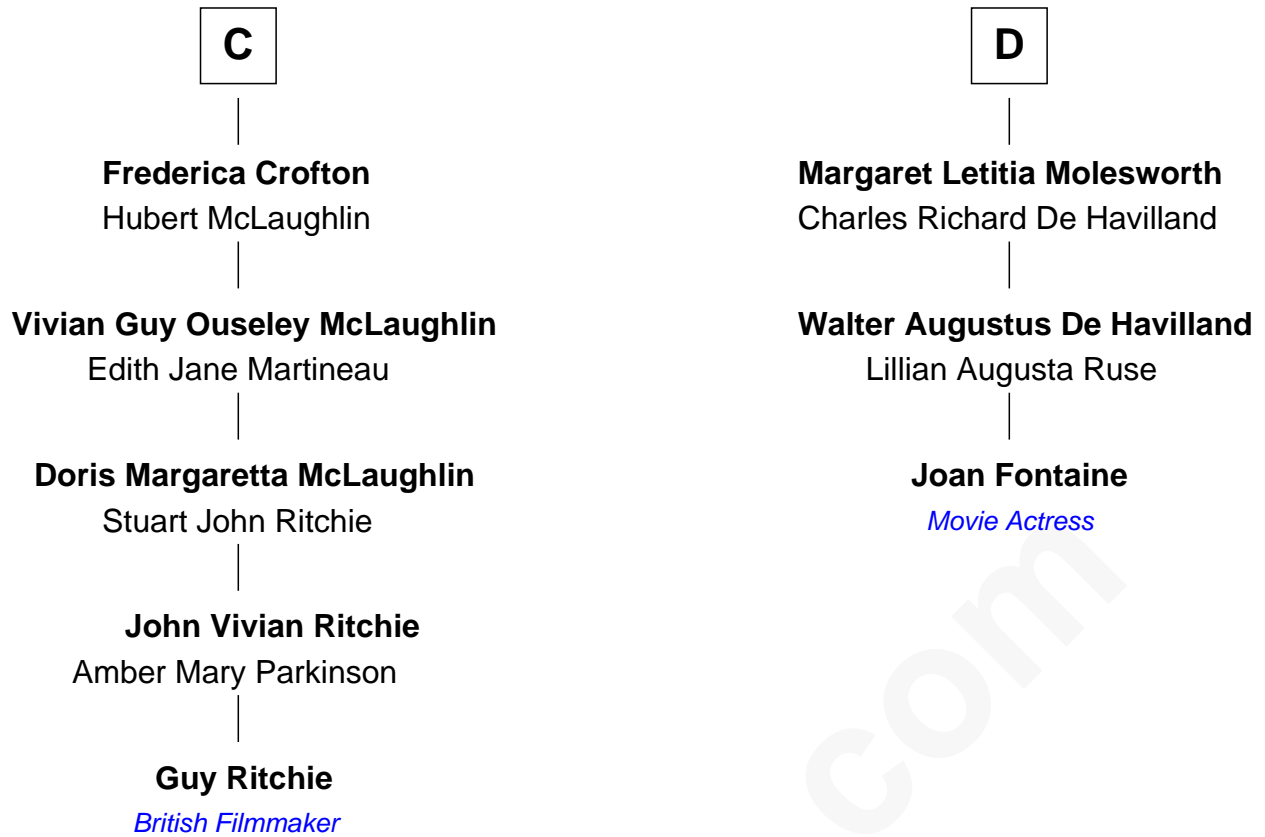 C
Frederica Crofton
Hubert McLaughlin
Vivian Guy Ouseley McLaughlin
Edith Jane Martineau
Doris Margaretta McLaughlin
Stuart John Ritchie
John Vivian Ritchie
Amber Mary Parkinson
Guy Ritchie
British Filmmaker
D
Margaret Letitia Molesworth
Charles Richard De Havilland
Walter Augustus De Havilland
Lillian Augusta Ruse
Joan Fontaine
Movie Actress
com